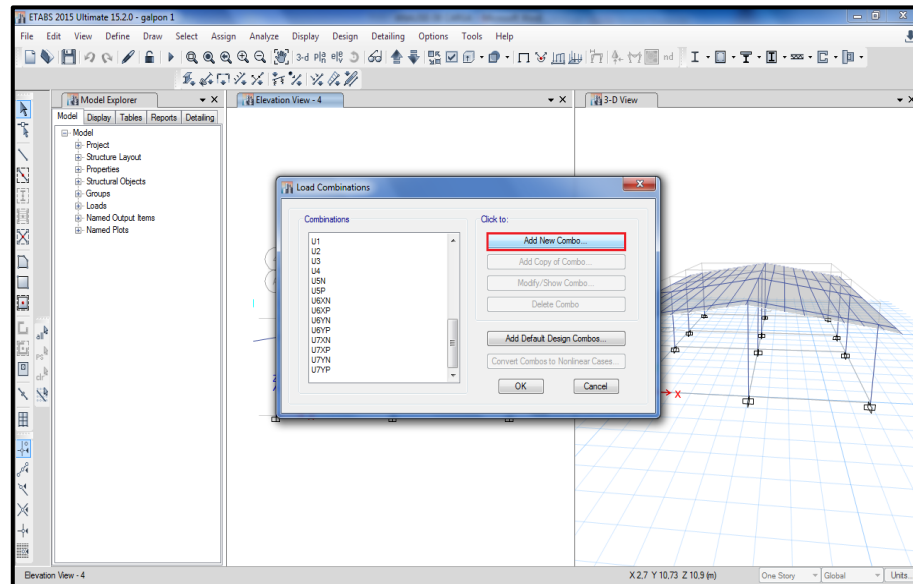 ETABS 2015 Ultimate 15.2.0 - galpon 1
File Edit View Define Draw Select Assign Analyze Display Design Detailing Options Tools Help
3-d
nd
Model Explorer
Model Display Tables Reports Detailing
Model
Project
Structure Layout
Properties
Structural Objects
Groups
Loads
Named Output Items
Named Plots
Elevation View - 4
3-D View
Load Combinations
Combinations
U1
U2
U3
U4
U5N
U5P
U6XN
U6XP
U6YN
U6YP
U7XN
U7XP
U7YN
U7YP
Click to:
Add New Combo...
Add Copy of Combo...
Modify/Show Combo...
Delete Combo
Add Default Design Combos...
Convert Combos to Nonlinear Cases...
OK Cancel
X
Elevation View - 4
X 2,7 Y 10,73 Z 10,9 (m)
One Story Global Units